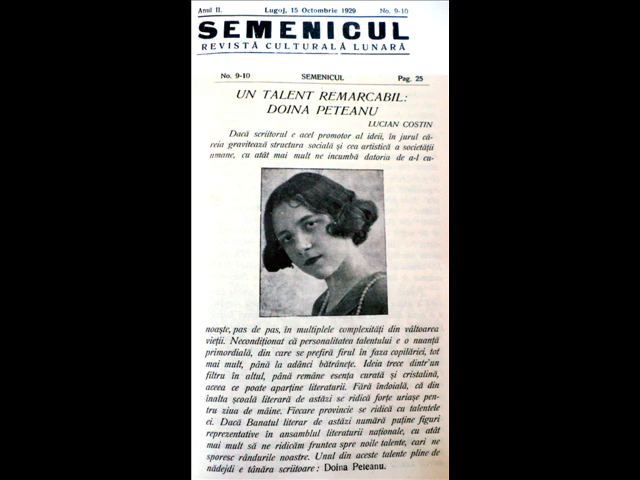 Anul II. Lugoj, 15 Octombrie 1929 No. 9-10
SEMENICUL
REVISTĂ CULTURALĂ LUNARĂ
No. 9-10 SEMENICUL Pag. 25
UN TALENT REMARCABIL:
DOINA PETEANU
LUCIAN COSTIN
Dacă scriitorul e acel promotor al ideii, în jurul că-
reia gravitează structura socială și cea artistică a societății
umane, cu atât mai mult ne incumbă datoria de a-l cu-
noaște, pas de pas, în multiplele complexități din vâltoarea
vieții. Necondiționat că personalitatea talentului e o nuanță
primordială, din care se prefiră firul în faza copilăriei, tot
mai mult, până la adânci bătrânețe. Ideia trece dintr'un
filtru în altul, până remâne esența curată și cristalină,
aceea ce poate aparține literaturii. Fără îndoială, că din
înalta școală literară de astăzi se ridică forțe uriașe pen-
tru ziua de mâine. Fiecare provincie se ridică cu talentele
ei. Dacă Banatul literar de astăzi numără puține figuri
reprezentative în ansamblul literaturii naționale, cu atât
mai mult să ne ridicăm fruntea spre noile talente, cari ne
sporesc rândurile noastre. Unul din aceste talente pline de
nădejdi e tânăra scriitoare: Doina Peteanu.